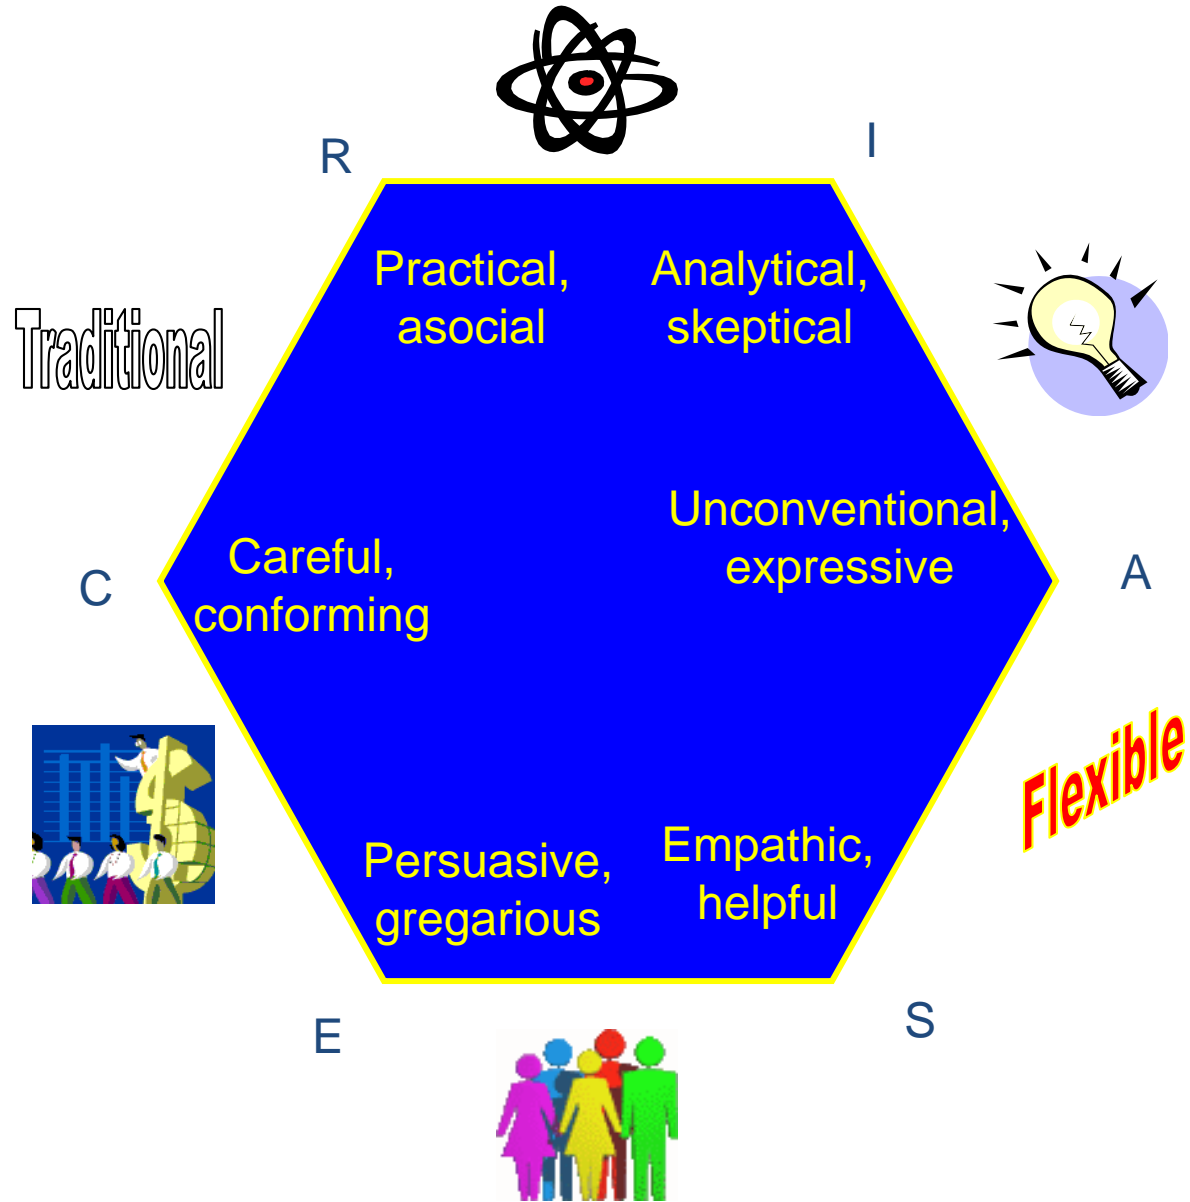 R
I
Practical,
asocial
Analytical,
skeptical
Traditional
Unconventional,
expressive
Careful,
conforming
C
A
Flexible
Persuasive,
gregarious
Empathic,
helpful
E
S